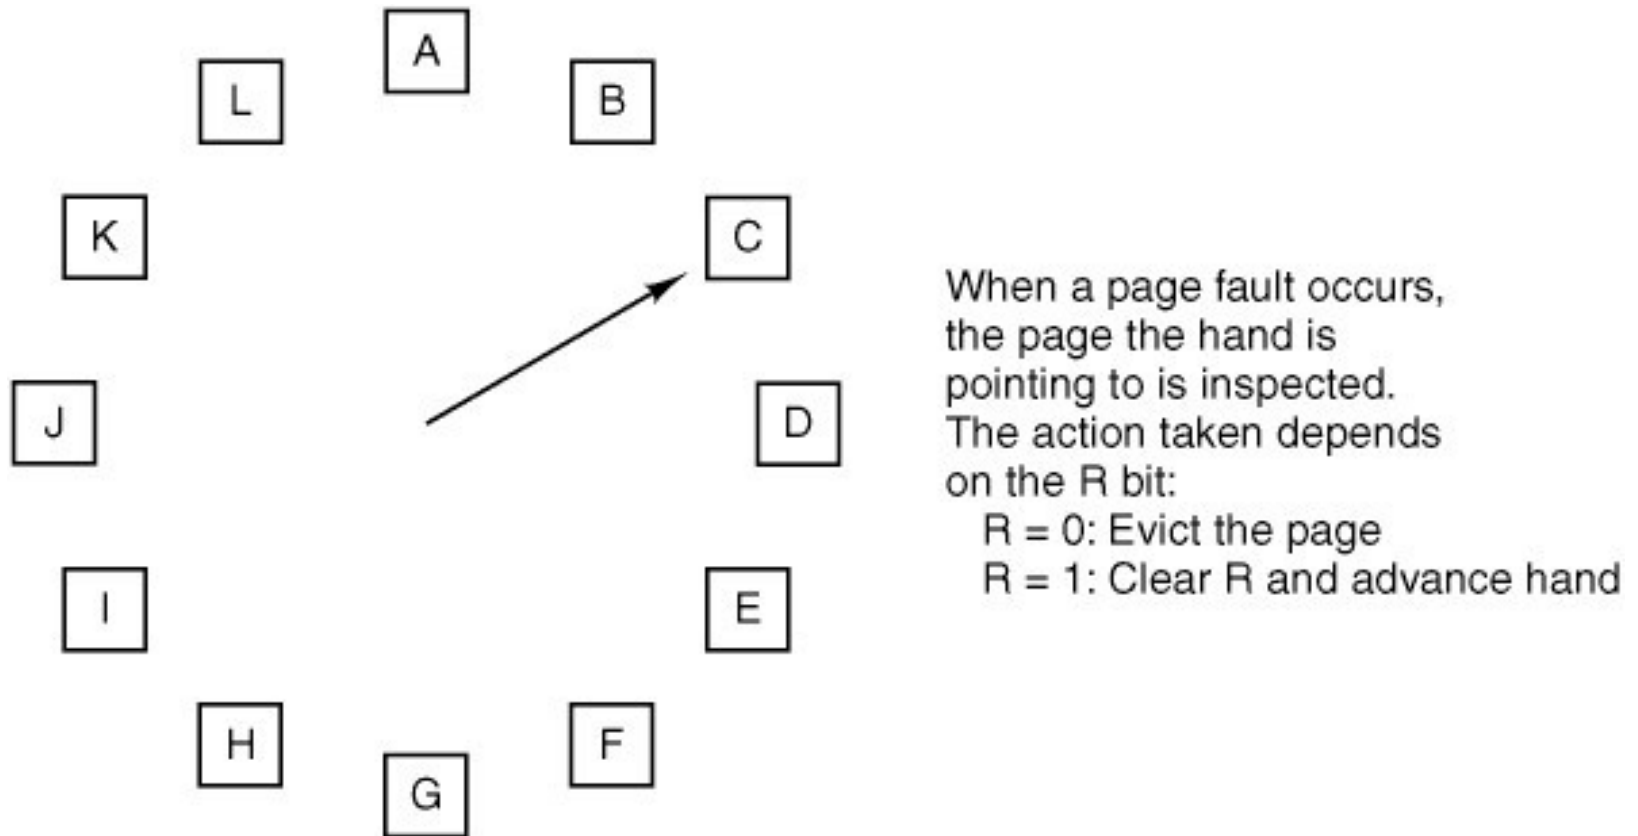 A
L
B
K
C
When a page fault occurs,
the page the hand is
pointing to is inspected.
The action taken depends
on the R bit:
R = 0: Evict the page
R = 1: Clear R and advance hand
J
D
I
E
H
F
G